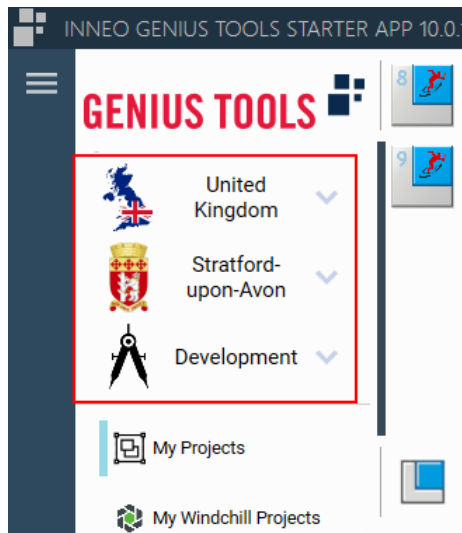 INNEO GENIUS TOOLS STARTER APP 10.0.
GENIUS TOOLS
8
9
United
Kingdom
Stratford-
upon-Avon
Development
My Projects
My Windchill Projects